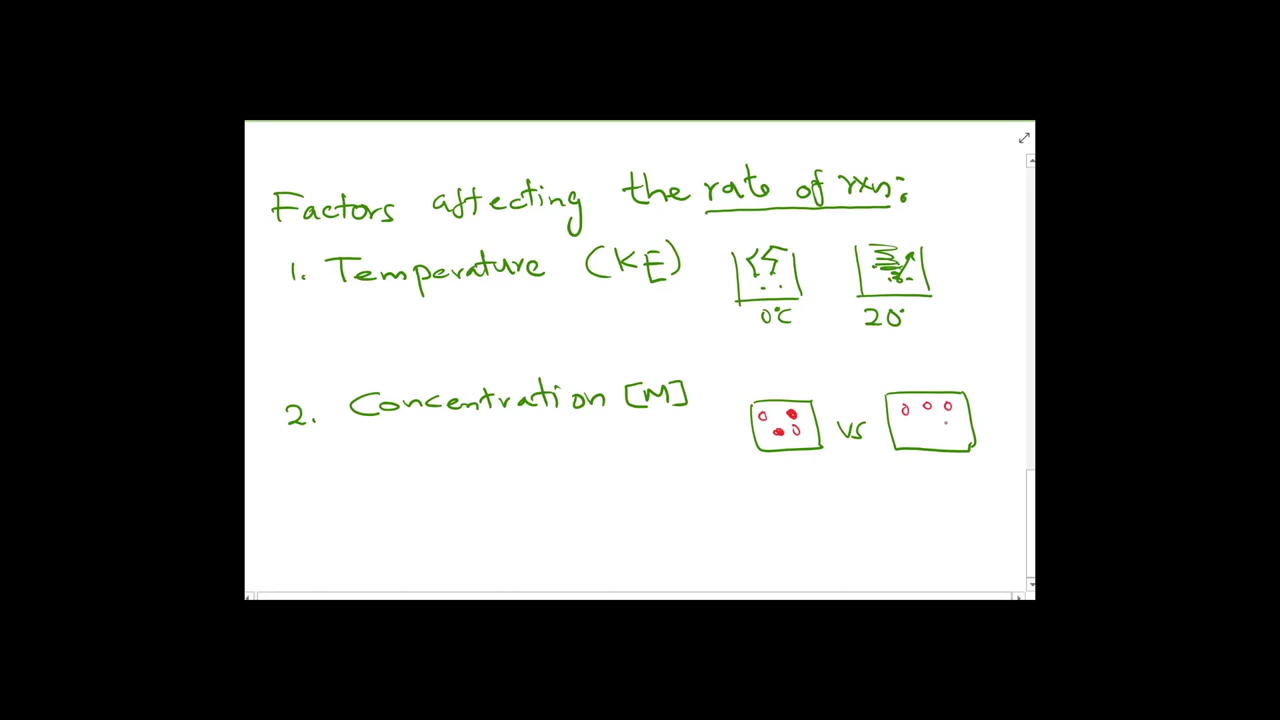 Factors affecting the rate of rxn:
1. Temperature (KE)
0°C 20°
2. Concentration [M]
vs